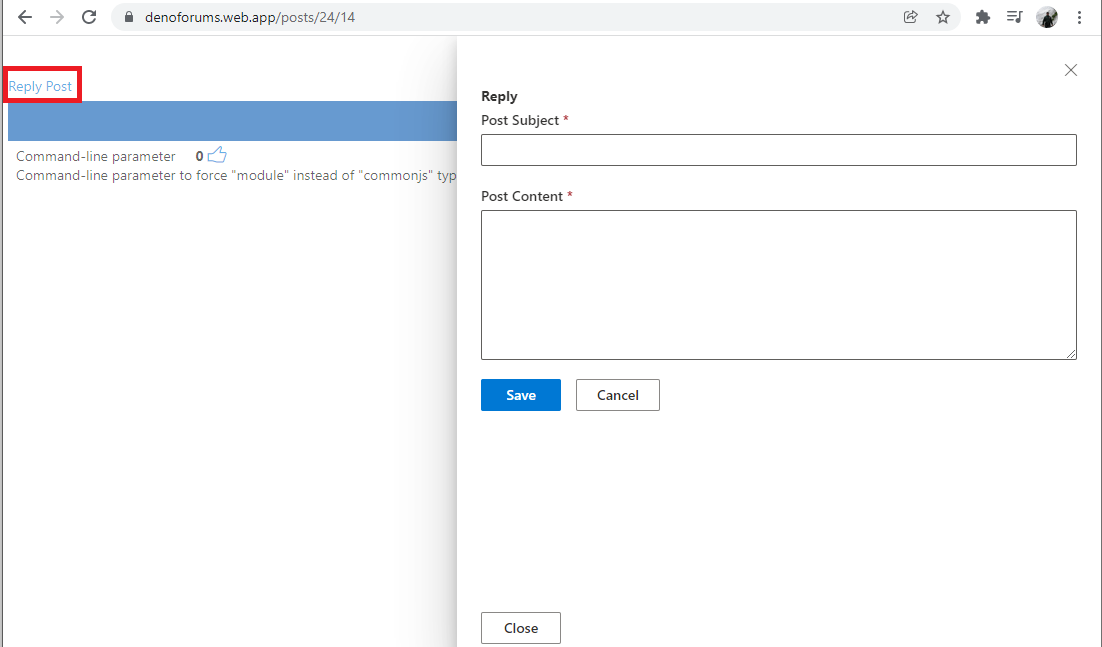 denoforums.web.app/posts/24/14
Reply Post
Command-line parameter 0
Command-line parameter to force "module" instead of "commonjs" typ
Reply
Post Subject *
Post Content *
Save Cancel
Close